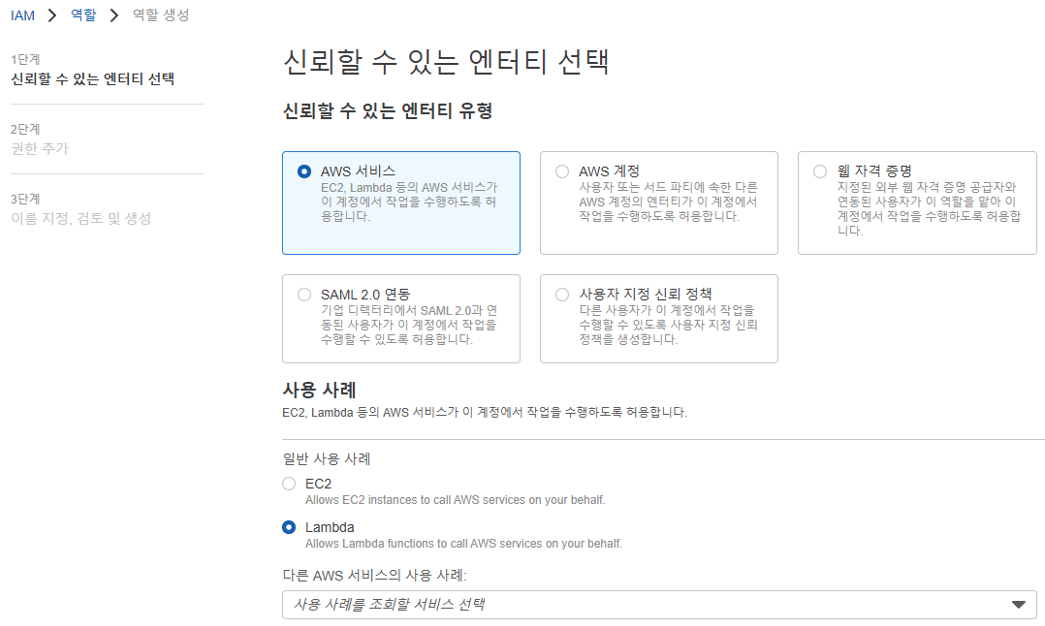 IAM > 역할 > 역할 생성
1단계
신뢰할 수 있는 엔터티 선택
2단계
권한 추가
3단계
이름 지정, 검토 및 생성
신뢰할 수 있는 엔터티 선택
신뢰할 수 있는 엔터티 유형
AWS 서비스
EC2, Lambda 등의 AWS 서비스가
이 계정에서 작업을 수행하도록 허
용합니다.
AWS 계정
사용자 또는 서드 파티에 속한 다른
AWS 계정의 엔터티가 이 계정에서
작업을 수행하도록 허용합니다.
웹 자격 증명
지정된 외부 웹 자격 증명 공급자와
연동된 사용자가 이 역할을 맡아 이
계정에서 작업을 수행하도록 허용합
니다.
SAML 2.0 연동
기업 디렉터리에서 SAML 2.0과 연
동된 사용자가 이 계정에서 작업을
수행할 수 있도록 허용합니다.
사용자 지정 신뢰 정책
다른 사용자가 이 계정에서 작업을
수행할 수 있도록 사용자 지정 신뢰
정책을 생성합니다.
사용 사례
EC2, Lambda 등의 AWS 서비스가 이 계정에서 작업을 수행하도록 허용합니다.
일반 사용 사례
EC2
Allows EC2 instances to call AWS services on your behalf.
Lambda
Allows Lambda functions to call AWS services on your behalf.
다른 AWS 서비스의 사용 사례:
사용 사례를 조회할 서비스 선택